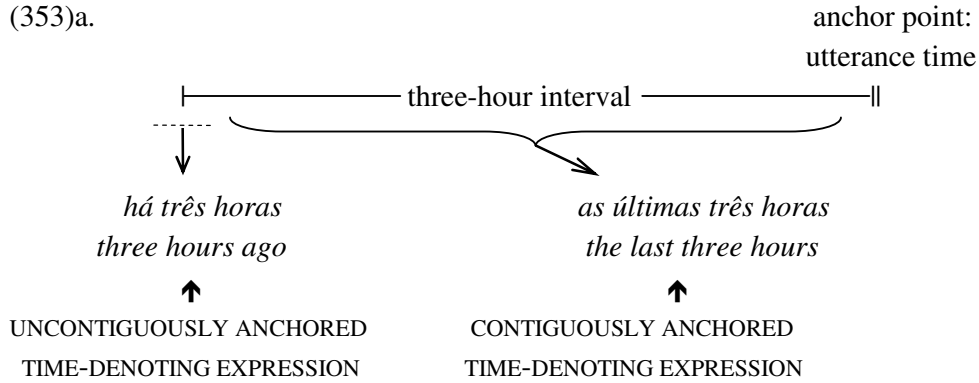 (353)a. anchor point:
utterance time
three-hour interval
há três horas as últimas três horas
three hours ago the last three hours
UNCONTIGUOUSLY ANCHORED CONTIGUOUSLY ANCHORED
TIME-DENOTING EXPRESSION TIME-DENOTING EXPRESSION